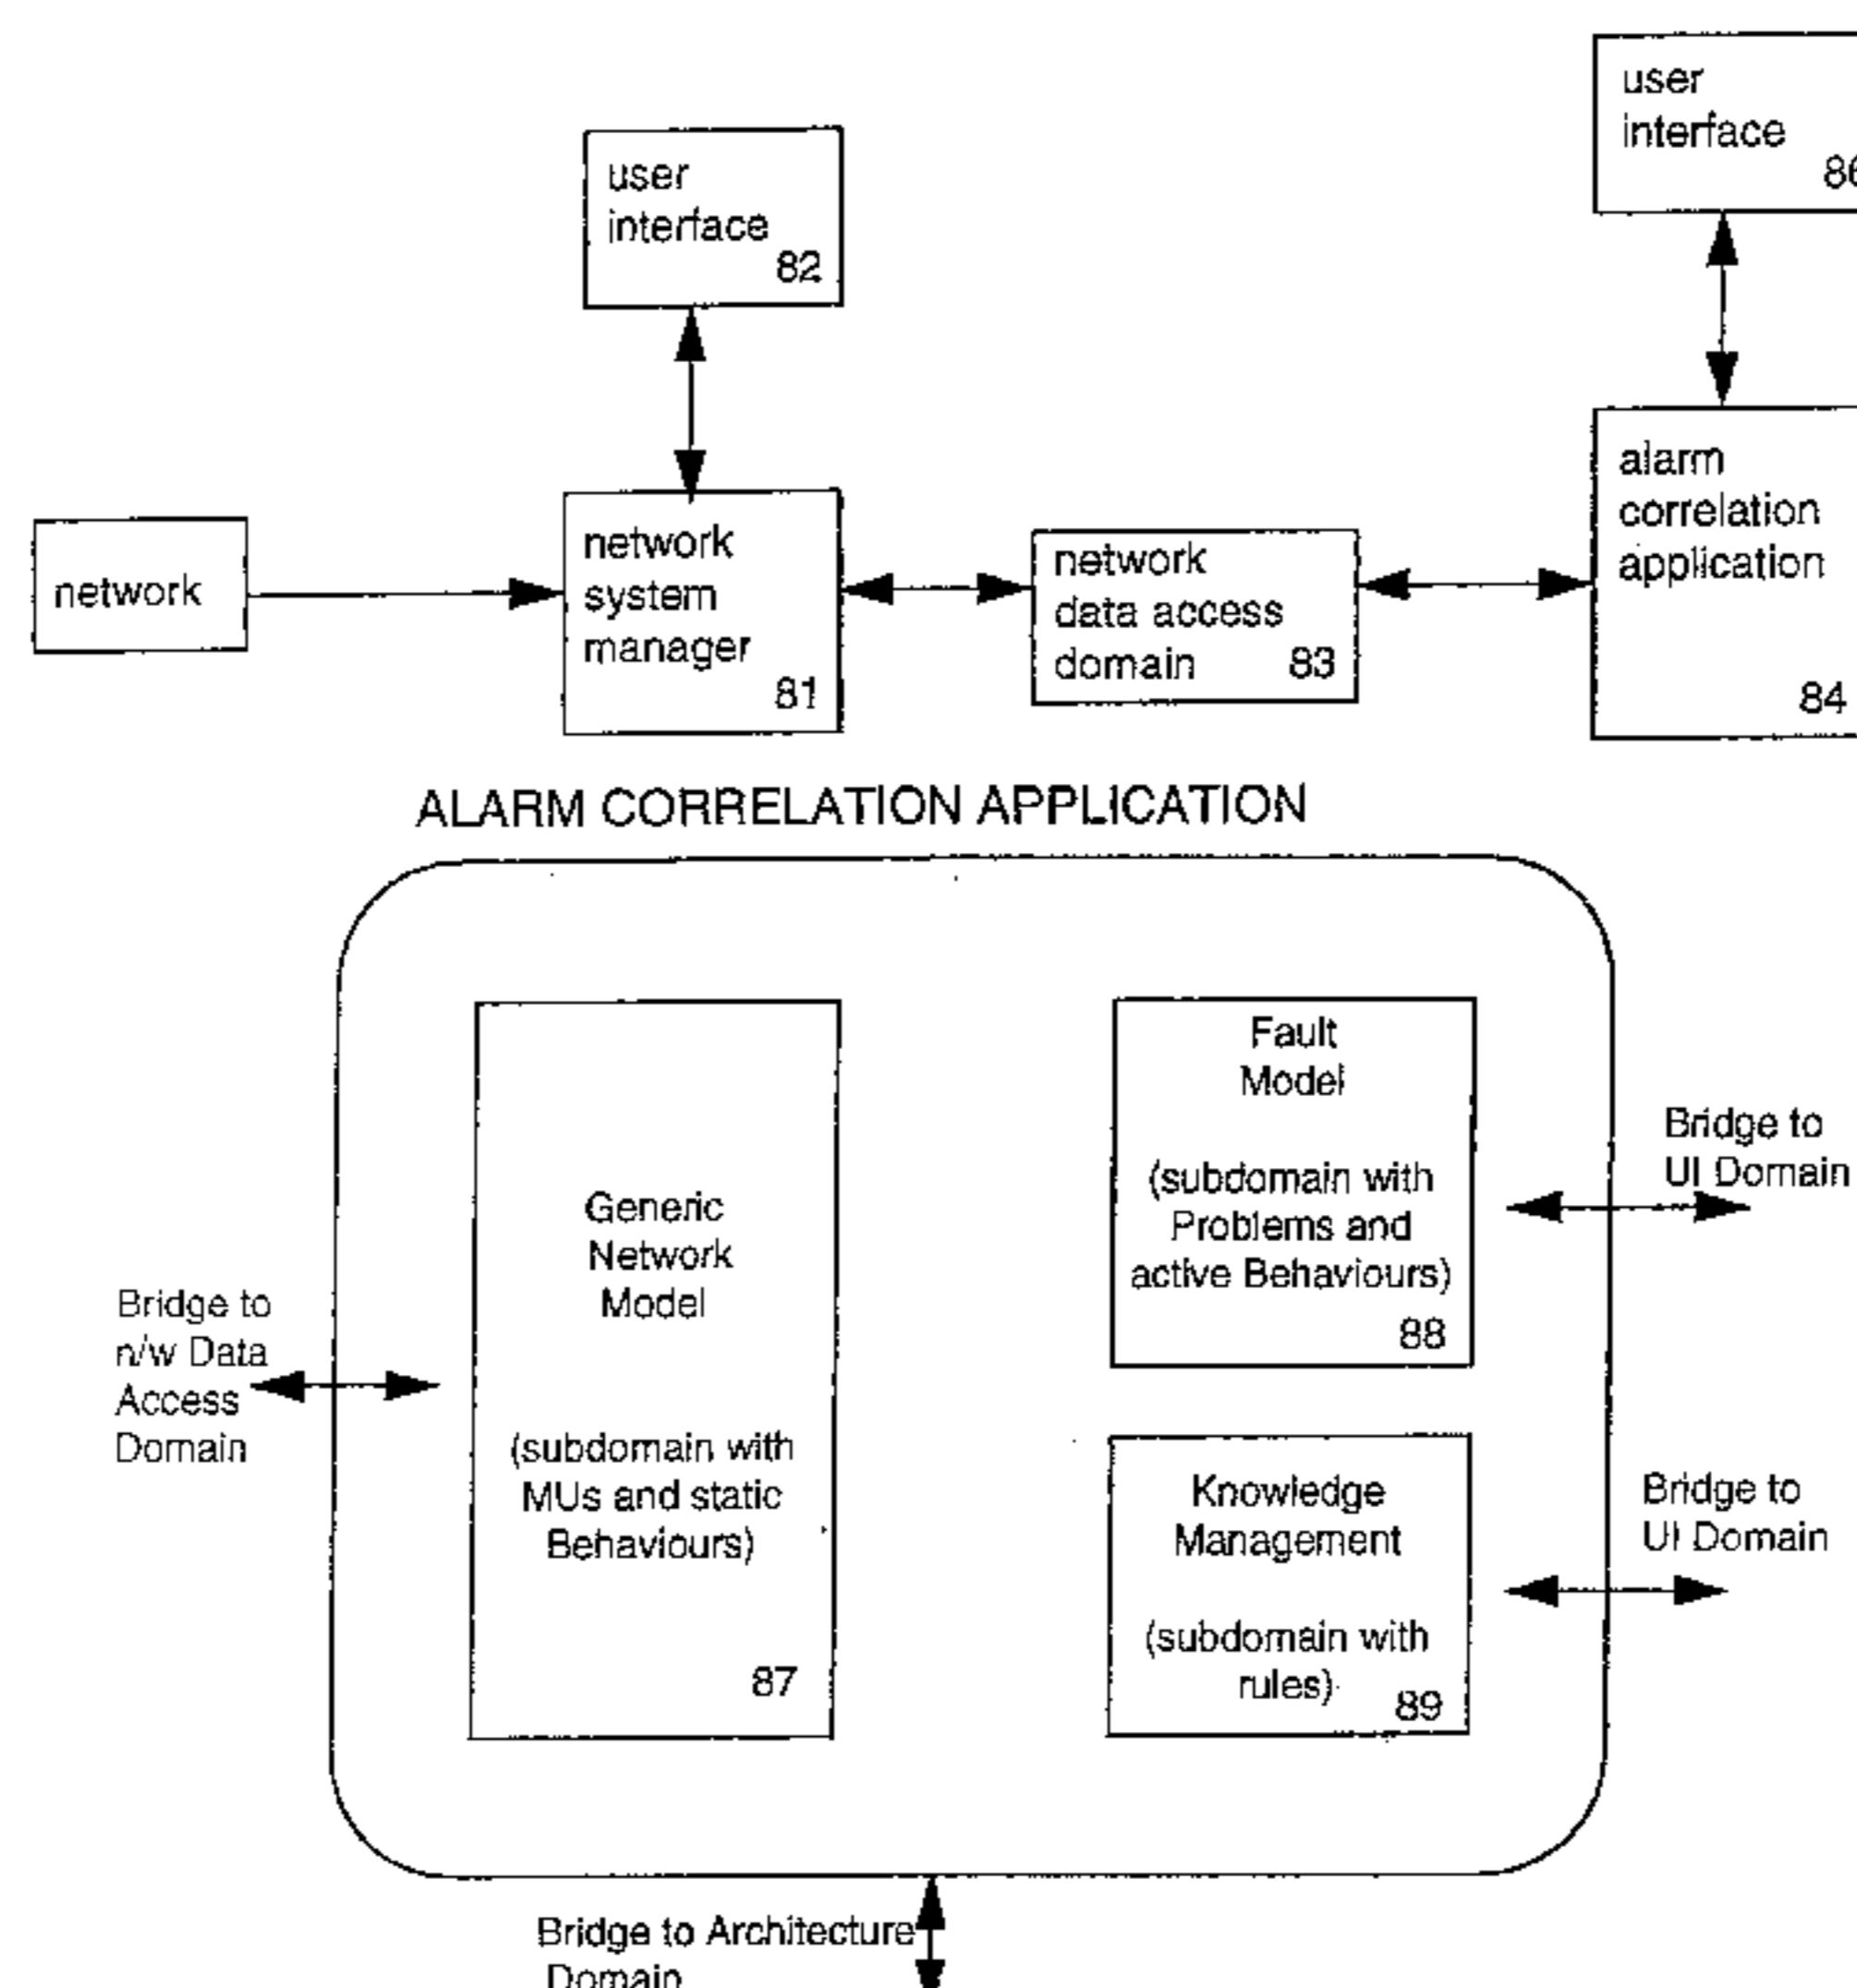 user
interface
86
user
interface
82
network
network
system
manager
81
network
data access
domain 83
alarm
correlation
application
84
ALARM CORRELATION APPLICATION
Generic
Network
Model
(subdomain with
MUs and static
Behaviours)
87
Fault
Model
(subdomain with
Problems and
active Behaviours)
88
Knowledge
Management
(subdomain with
rules)
89
Bridge to
n/w Data
Access
Domain
Bridge to
UI Domain
Bridge to
UI Domain
Bridge to Architecture
Domain